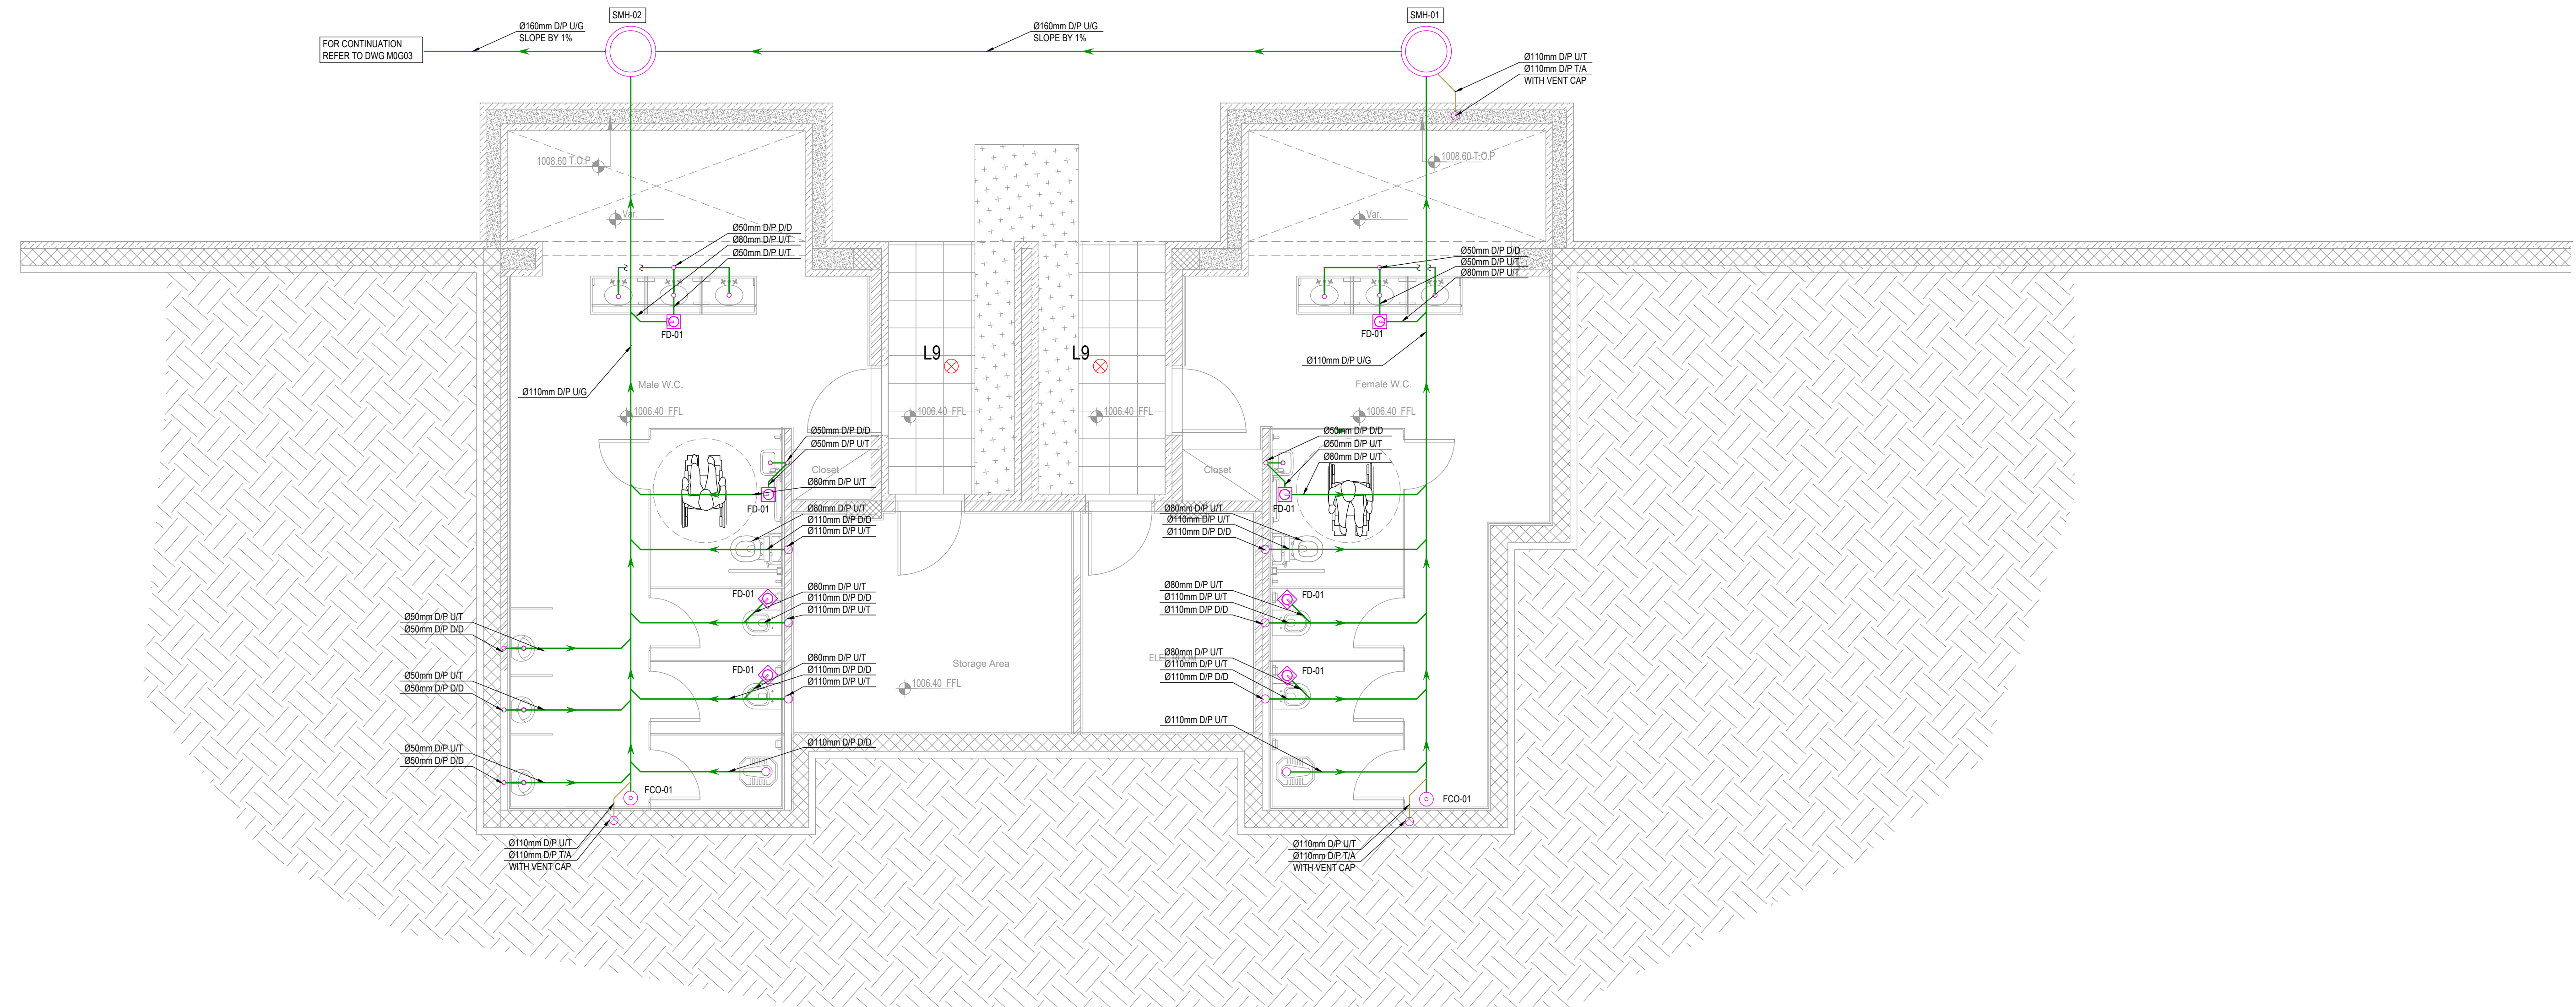 SMH-02
SMH-01
Ø160mm D/P U/G
SLOPE BY 1%
Ø160mm D/P U/G
SLOPE BY 1%
FOR CONTINUATION
REFER TO DWG M0G03
Ø110mm D/P U/T
Ø110mm D/P T/A
WITH VENT CAP
1008.60 T.O.P
1008.60 T.O.P
Var.
Var.
Ø50mm D/P D/D
Ø80mm D/P U/T
Ø50mm D/P U/T
Ø50mm D/P D/D
Ø50mm D/P U/T
Ø80mm D/P U/T
FD-01
FD-01
L9
L9
Ø110mm D/P U/G
Ø110mm D/P U/G
Male W.C.
Female W.C.
1006.40 FFL
1006.40 FFL
1006.40 FFL
1006.40 FFL
Ø50mm D/P D/D
Ø50mm D/P U/T
Closet
Ø80mm D/P U/T
FD-01
Ø50mm D/P D/D
Ø50mm D/P U/T
Ø80mm D/P U/T
Closet
FD-01
Ø80mm D/P U/T
Ø110mm D/P D/D
Ø110mm D/P U/T
Ø80mm D/P U/T
Ø110mm D/P U/T
Ø110mm D/P D/D
FD-01
Ø80mm D/P U/T
Ø110mm D/P D/D
Ø110mm D/P U/T
Ø80mm D/P U/T
Ø110mm D/P U/T
Ø110mm D/P D/D
FD-01
Ø50mm D/P U/T
Ø50mm D/P D/D
FD-01
Ø80mm D/P U/T
Ø110mm D/P D/D
Ø110mm D/P U/T
Storage Area
1006.40 FFL
Ø80mm D/P U/T
Ø110mm D/P U/T
Ø110mm D/P D/D
FD-01
Ø50mm D/P U/T
Ø50mm D/P D/D
Ø110mm D/P U/T
Ø50mm D/P U/T
Ø50mm D/P D/D
Ø110mm D/P D/D
FCO-01
FCO-01
Ø110mm D/P U/T
Ø110mm D/P T/A
WITH VENT CAP
Ø110mm D/P U/T
Ø110mm D/P T/A
WITH VENT CAP